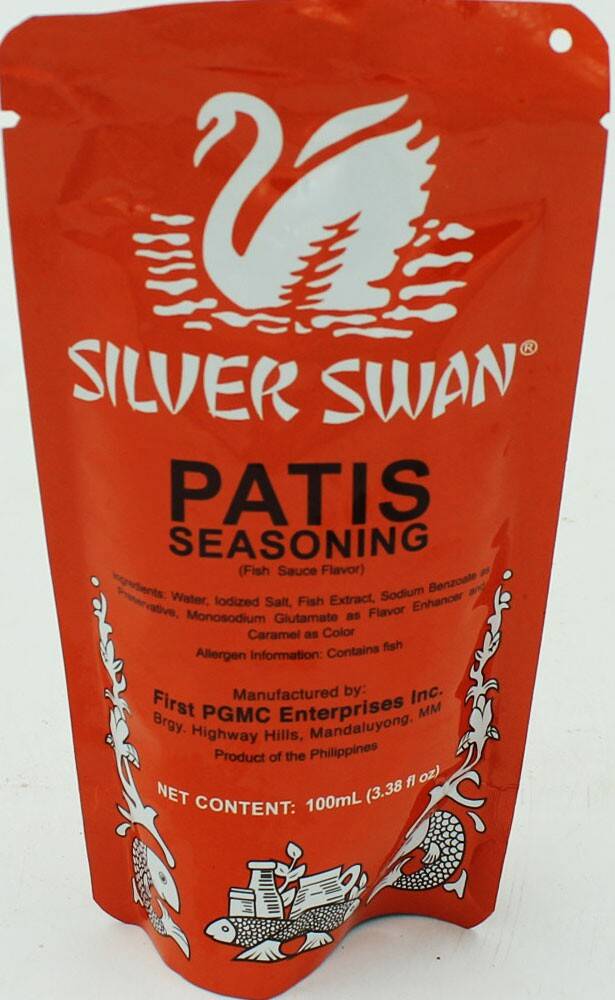 SILVER SWAN®
PATIS
SEASONING
(Fish Sauce Flavor)
Ingredients: Water, Iodized Salt, Fish Extract, Sodium Benzoate as
Preservative, Monosodium Glutamate as Flavor Enhancer and
Caramel as Color
Allergen Information: Contains fish
Manufactured by:
First PGMC Enterprises Inc.
Brgy. Highway Hills, Mandaluyong, MM
Product of the Philippines
NET CONTENT: 100mL (3.38 fl oz)